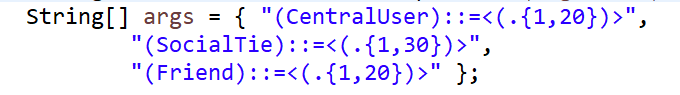 String[] args = { "(CentralUser)::=<(.{1,20})>",
"(SocialTie)::=<(.{1,30})>",
"(Friend)::=<(.{1,20})>" };